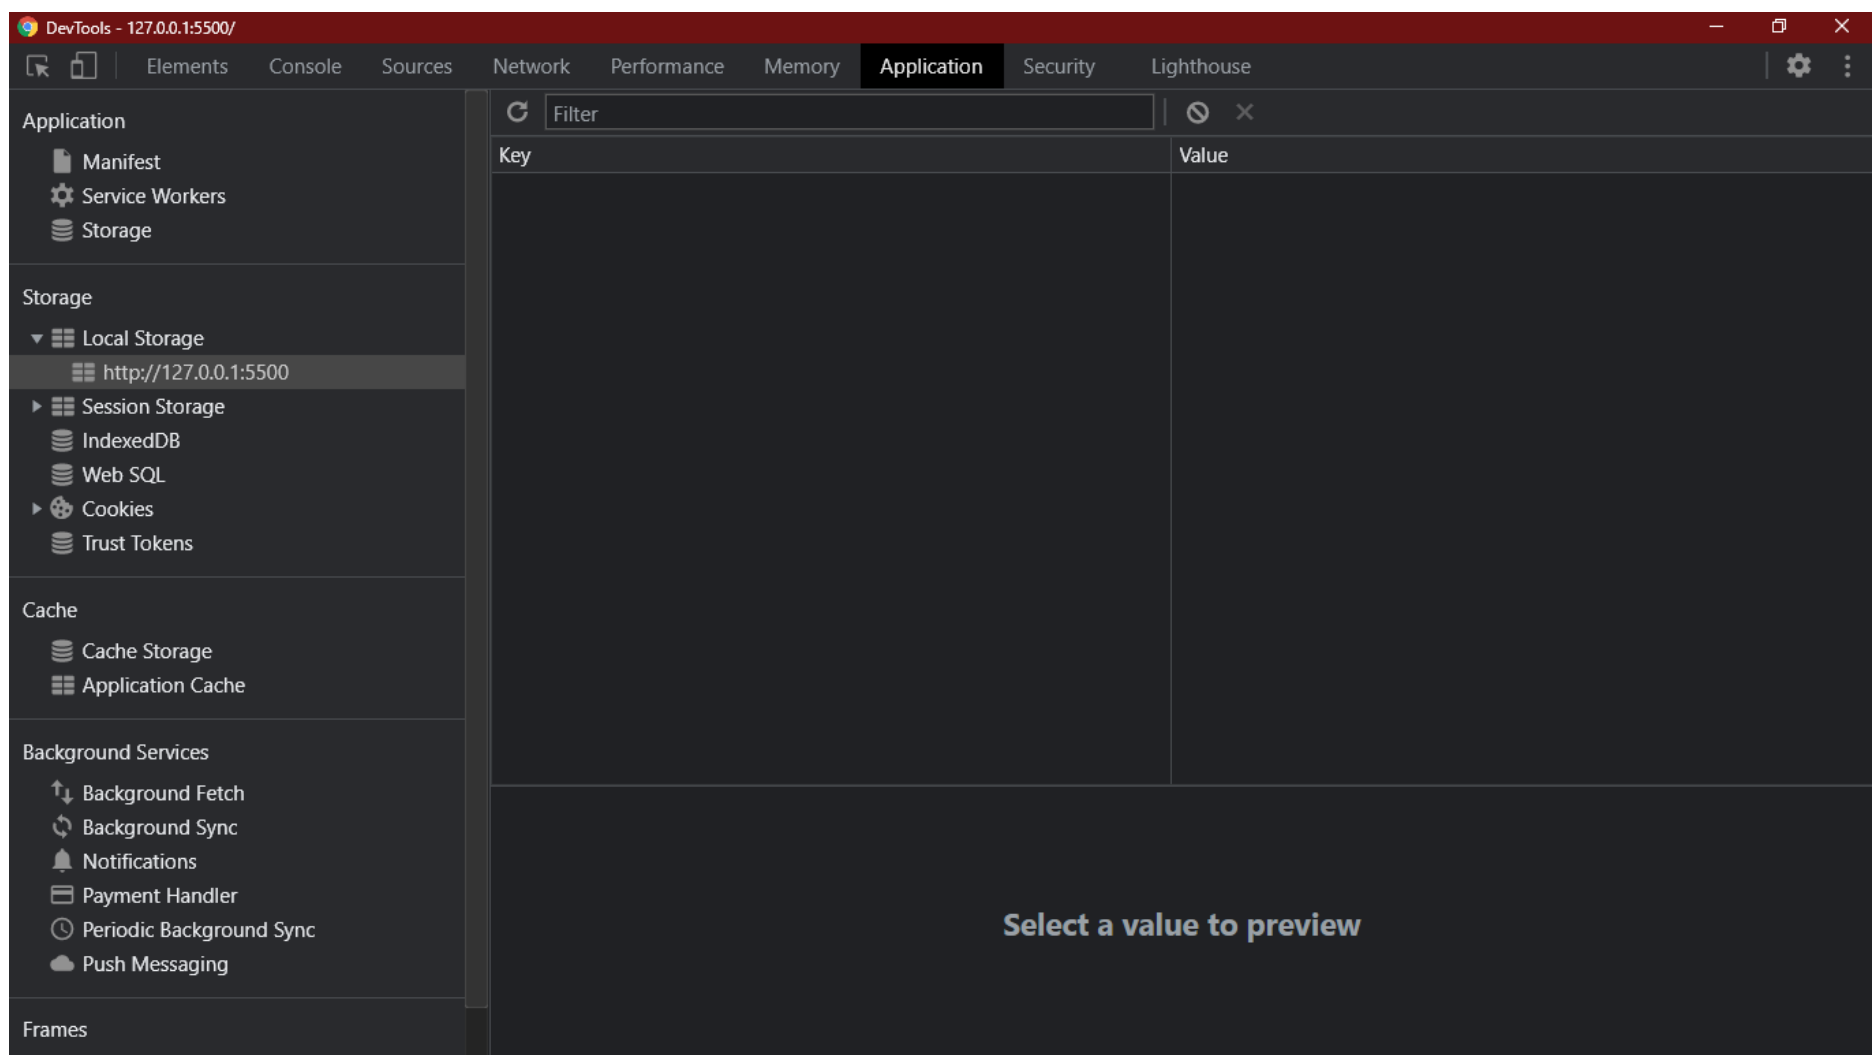 DevTools - 127.0.0.1:5500/
Elements Console Sources Network Performance Memory Application Security Lighthouse
Application
Manifest
Service Workers
Storage
Storage
Local Storage
http://127.0.0.1:5500
Session Storage
IndexedDB
Web SQL
Cookies
Trust Tokens
Cache
Cache Storage
Application Cache
Background Services
Background Fetch
Background Sync
Notifications
Payment Handler
Periodic Background Sync
Push Messaging
Frames
Filter
Key Value
Select a value to preview